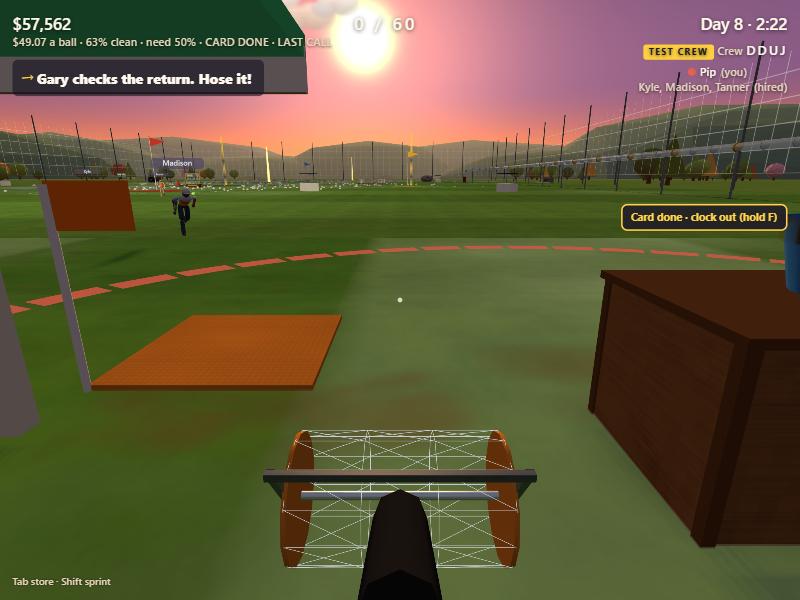 $57,562
$49.07 a ball · 63% clean · need 50% · CARD DONE · LAST CALL
→ Gary checks the return. Hose it!
0 / 60
Day 8 · 2:22
TEST CREW Crew DDUJ
Pip (you)
Kyle, Madison, Tanner (hired)
Madison
Kyle
Card done · clock out (hold F)
Tab store · Shift sprint